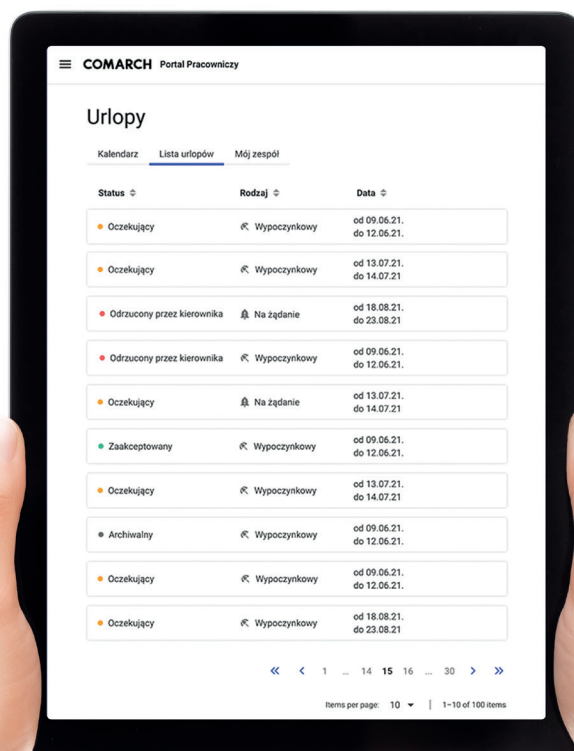 COMARCH Portal Pracowniczy
Urlopy
Kalendarz Lista urlopów Mój zespół
Status Rodzaj Data
Oczekujący Wypoczynkowy od 09.06.21.
do 12.06.21.
Oczekujący Wypoczynkowy od 13.07.21.
do 14.07.21
Odrzucony przez kierownika Na żądanie od 18.08.21.
do 23.08.21
Odrzucony przez kierownika Wypoczynkowy od 09.06.21.
do 12.06.21.
Oczekujący Na żądanie od 13.07.21.
do 14.07.21
Zaakceptowany Wypoczynkowy od 09.06.21.
do 12.06.21.
Oczekujący Wypoczynkowy od 13.07.21.
do 14.07.21
Archiwalny Wypoczynkowy od 09.06.21.
do 12.06.21.
Oczekujący Wypoczynkowy od 09.06.21.
do 12.06.21.
Oczekujący Wypoczynkowy od 18.08.21.
do 23.08.21
1 ... 14 15 16 ... 30
Items per page: 10 | 1–10 of 100 items